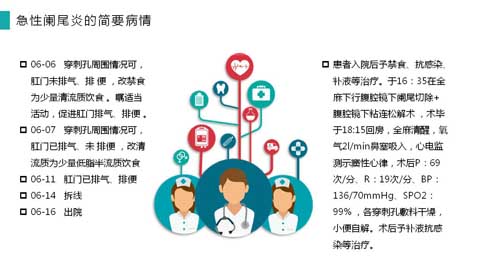 急性阑尾炎的简要病情
06-06 穿刺孔周围情况可，
肛门未排气、排 便 ，改禁食
为少量清流质饮食 。嘱适当
活动，促进肛门排气、排便 。
06-07 穿刺孔周围情况可，
肛门已排气、未 排便 ，改清
流质为少量低脂半流质饮食
06-11 肛门已排气、排便
06-14 拆线
06-16 出院
患者入院后予禁食、抗感染、
补液等治疗。于16：35在全
麻下行腹腔镜下阑尾切除+
腹腔镜下粘连松解术 ，术毕
于18:15回房，全麻清醒，氧
气2l/min鼻塞吸入，心电监
测示窦性心律，术后P：69
次/分、R：19次/分、BP：
136/70mmHg、SPO2：
99% ，各穿刺孔敷料干燥，
小便自解。术后予补液抗感
染等治疗。